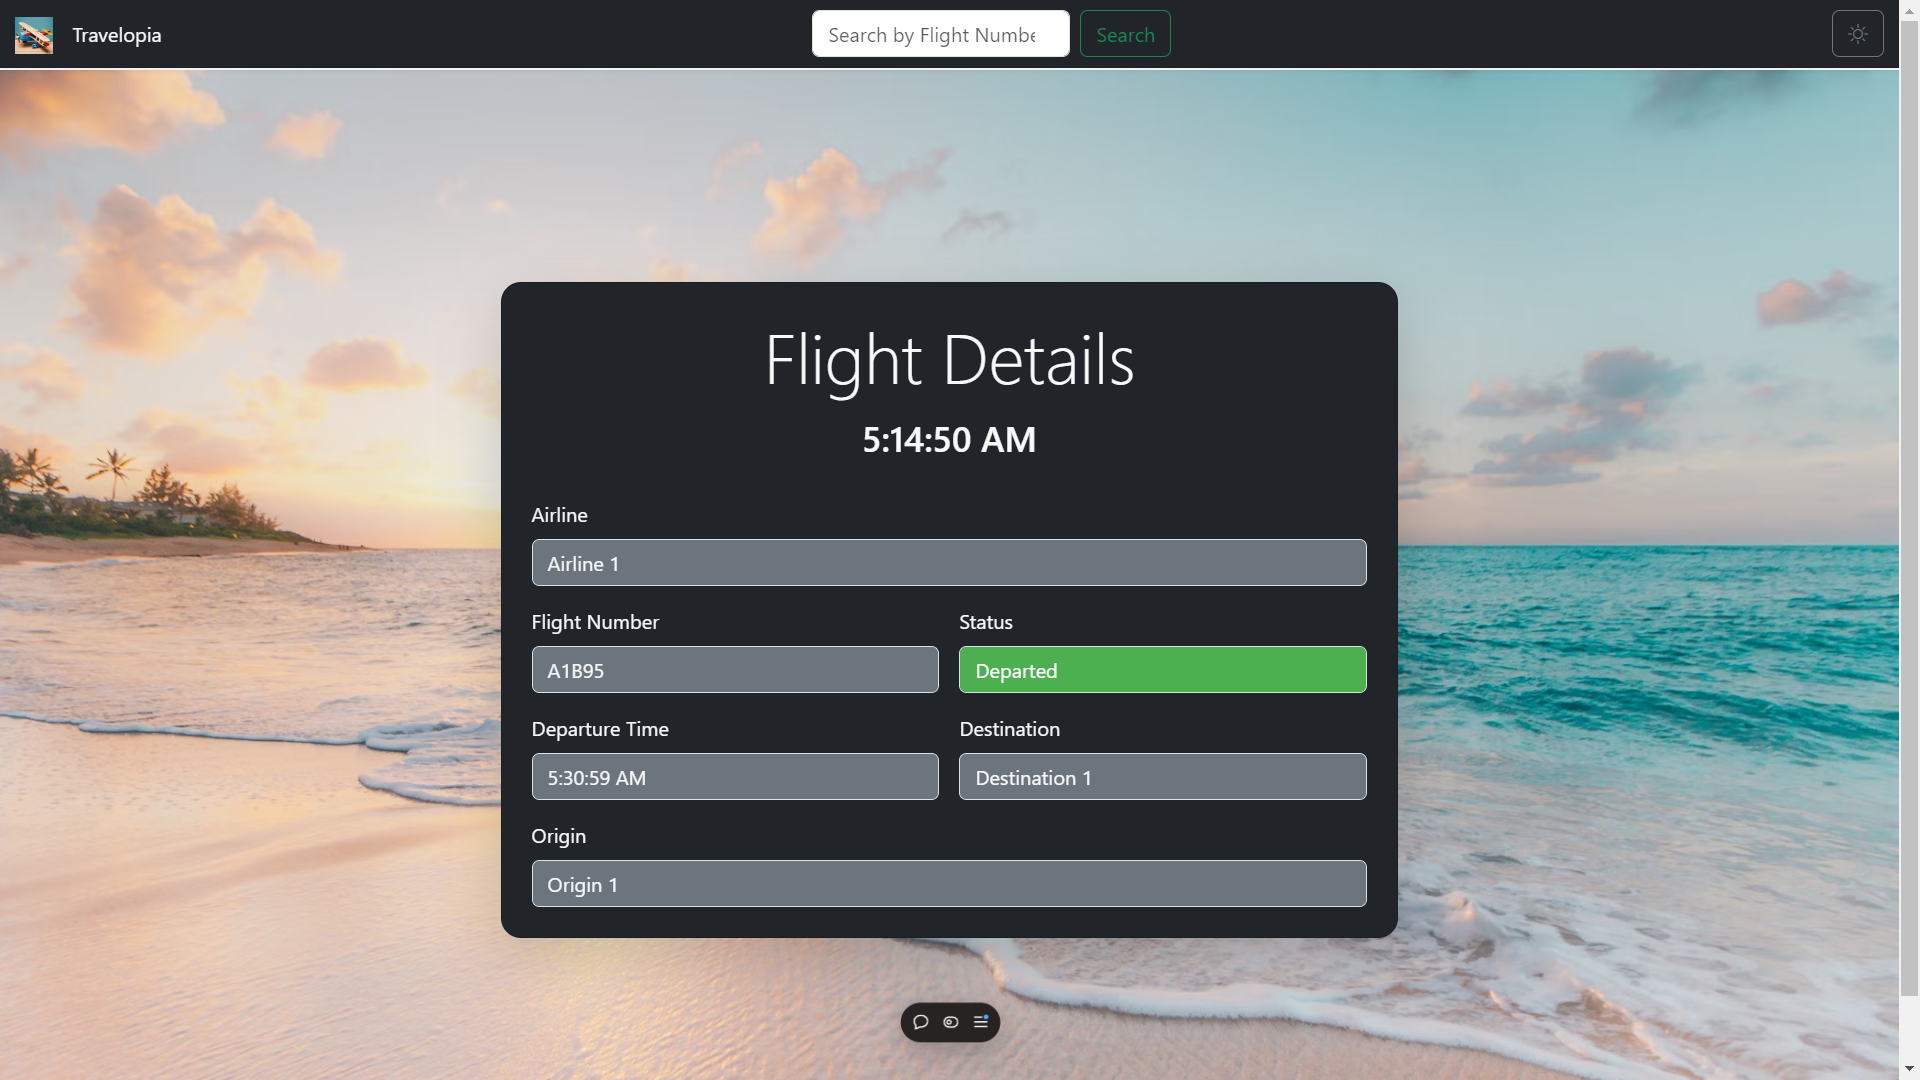 Travelopia
Search by Flight Numbe
Search
Flight Details
5:14:50 AM
Airline
Airline 1
Flight Number
Status
A1B95
Departed
Departure Time
Destination
5:30:59 AM
Destination 1
Origin
Origin 1